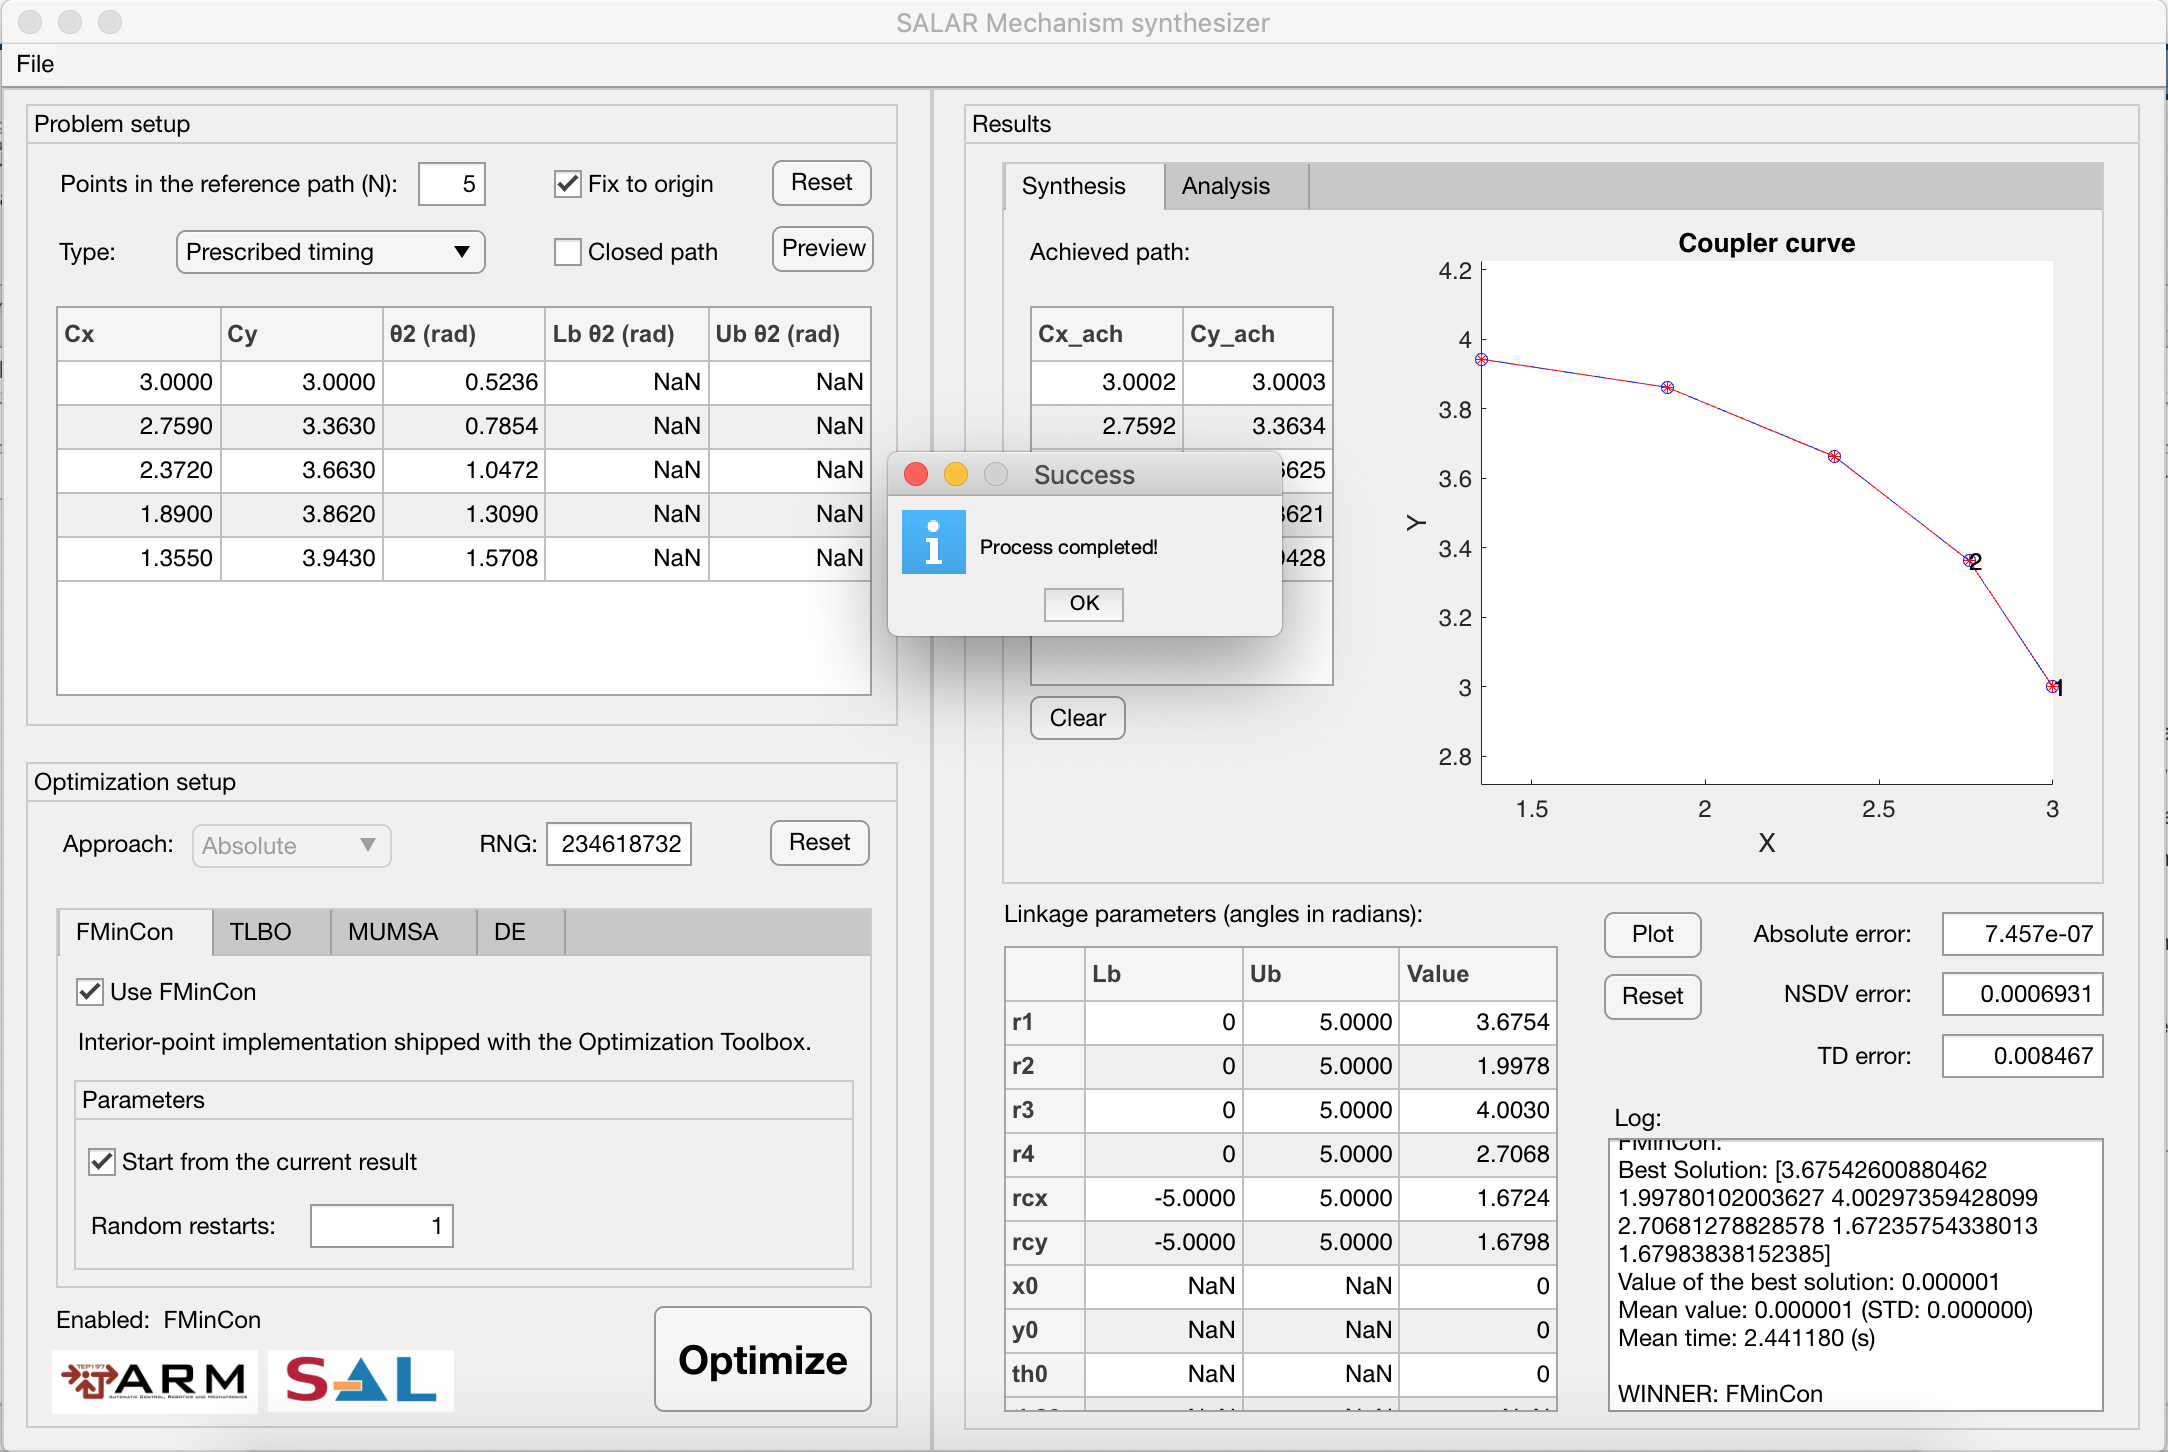 SALAR Mechanism synthesizer
File
Problem setup
Points in the reference path (N): 5 Fix to origin Reset
Type: Prescribed timing Closed path Preview
Cx Cy θ2 (rad) Lb θ2 (rad) Ub θ2 (rad)
3.0000 3.0000 0.5236 NaN NaN
2.7590 3.3630 0.7854 NaN NaN
2.3720 3.6630 1.0472 NaN NaN
1.8900 3.8620 1.3090 NaN NaN
1.3550 3.9430 1.5708 NaN NaN
Optimization setup
Approach: Absolute RNG: 234618732 Reset
FMinCon TLBO MUMSA DE
Use FMinCon
Interior-point implementation shipped with the Optimization Toolbox.
Parameters
Start from the current result
Random restarts: 1
Enabled: FMinCon
Optimize
TEP197
ARM
AUTOMATIC CONTROL, ROBOTICS AND MECHATRONICS
SAL
Success
Process completed!
OK
Results
Synthesis Analysis
Achieved path:
Cx_ach Cy_ach
3.0002 3.0003
2.7592 3.3634
6625
8621
9428
Clear
Coupler curve
4.2
4
3.8
3.6
3.4
3.2
3
2.8
Y
2
1
1.5 2 2.5 3
X
Linkage parameters (angles in radians):
Lb Ub Value
r1 0 5.0000 3.6754
r2 0 5.0000 1.9978
r3 0 5.0000 4.0030
r4 0 5.0000 2.7068
rcx -5.0000 5.0000 1.6724
rcy -5.0000 5.0000 1.6798
x0 NaN NaN 0
y0 NaN NaN 0
th0 NaN NaN 0
Plot Absolute error: 7.457e-07
Reset NSDV error: 0.0006931
TD error: 0.008467
Log:
FMinCon:
Best Solution: [3.67542600880462
1.99780102003627 4.00297359428099
2.70681278828578 1.67235754338013
1.67983838152385]
Value of the best solution: 0.000001
Mean value: 0.000001 (STD: 0.000000)
Mean time: 2.441180 (s)
WINNER: FMinCon